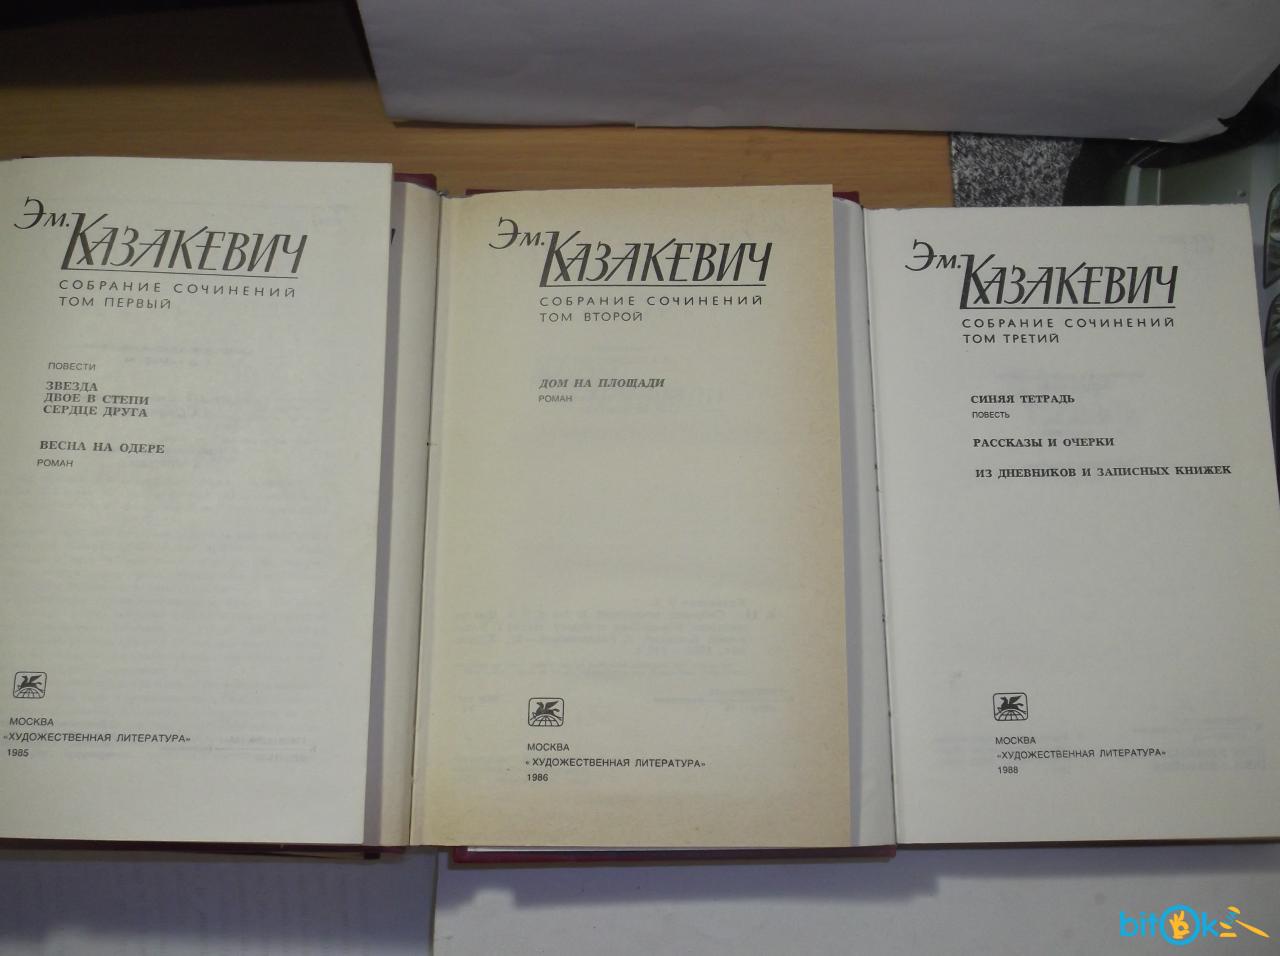 Эм. КАЗАКЕВИЧ
СОБРАНИЕ СОЧИНЕНИЙ
ТОМ ПЕРВЫЙ
ПОВЕСТИ
ЗВЕЗДА
ДВОЕ В СТЕПИ
СЕРДЦЕ ДРУГА
ВЕСНА НА ОДЕРЕ
РОМАН
МОСКВА
«ХУДОЖЕСТВЕННАЯ ЛИТЕРАТУРА»
1985
Эм. КАЗАКЕВИЧ
СОБРАНИЕ СОЧИНЕНИЙ
ТОМ ВТОРОЙ
ДОМ НА ПЛОЩАДИ
РОМАН
МОСКВА
«ХУДОЖЕСТВЕННАЯ ЛИТЕРАТУРА»
1986
Эм. КАЗАКЕВИЧ
СОБРАНИЕ СОЧИНЕНИЙ
ТОМ ТРЕТИЙ
СИНЯЯ ТЕТРАДЬ
ПОВЕСТЬ
РАССКАЗЫ И ОЧЕРКИ
ИЗ ДНЕВНИКОВ И ЗАПИСНЫХ КНИЖЕК
МОСКВА
«ХУДОЖЕСТВЕННАЯ ЛИТЕРАТУРА»
1988
bitOk